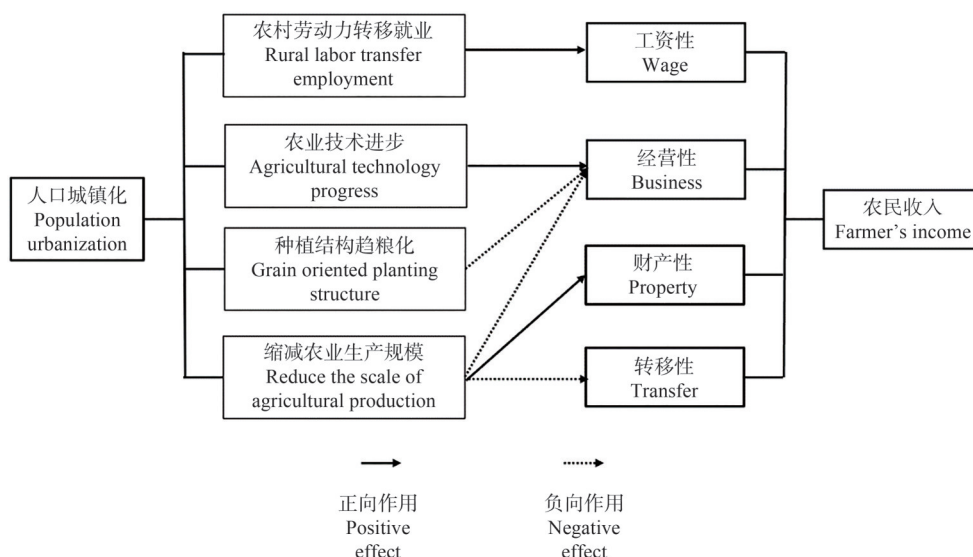 人口城镇化
Population
urbanization
农村劳动力转移就业
Rural labor transfer
employment
农业技术进步
Agricultural technology
progress
种植结构趋粮化
Grain oriented planting
structure
缩减农业生产规模
Reduce the scale of
agricultural production
工资性
Wage
经营性
Business
财产性
Property
转移性
Transfer
农民收入
Farmer's income
正向作用
Positive
effect
负向作用
Negative
effect